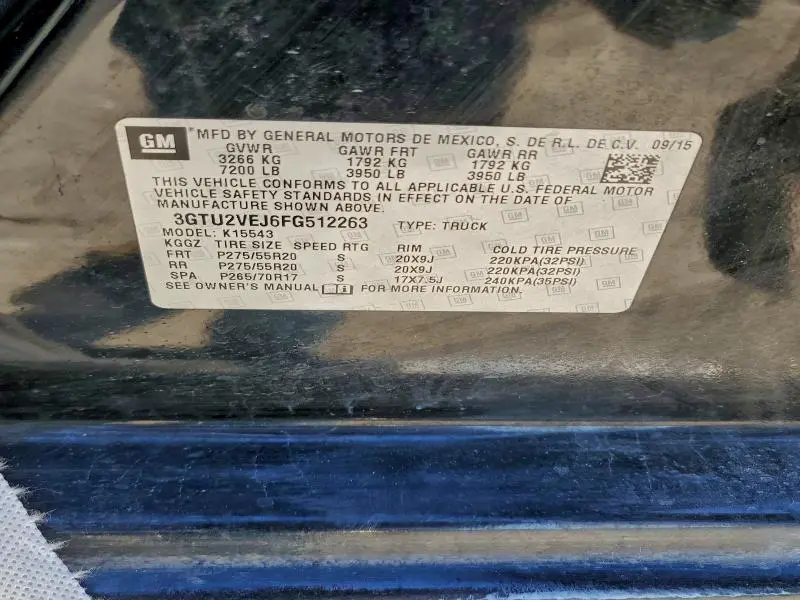 GM *MFD BY GENERAL MOTORS DE MEXICO, S. DE R.L. DE C.V. 09/15
GVWR GAWR FRT GAWR RR
3266 KG 1792 KG 1792 KG
7200 LB 3950 LB 3950 LB
THIS VEHICLE CONFORMS TO ALL APPLICABLE U.S. FEDERAL MOTOR
VEHICLE SAFETY STANDARDS IN EFFECT ON THE DATE OF
MANUFACTURE SHOWN ABOVE.
3GTU2VEJ6FG512263 TYPE: TRUCK
MODEL: K15543
KGGZ TIRE SIZE SPEED RTG RIM COLD TIRE PRESSURE
FRT P275/55R20 S 20X9J 220KPA(32PSI)
RR P275/55R20 S 20X9J 220KPA(32PSI)
SPA P265/70R17 S 17X7.5J 240KPA(35PSI)
SEE OWNER'S MANUAL FOR MORE INFORMATION.